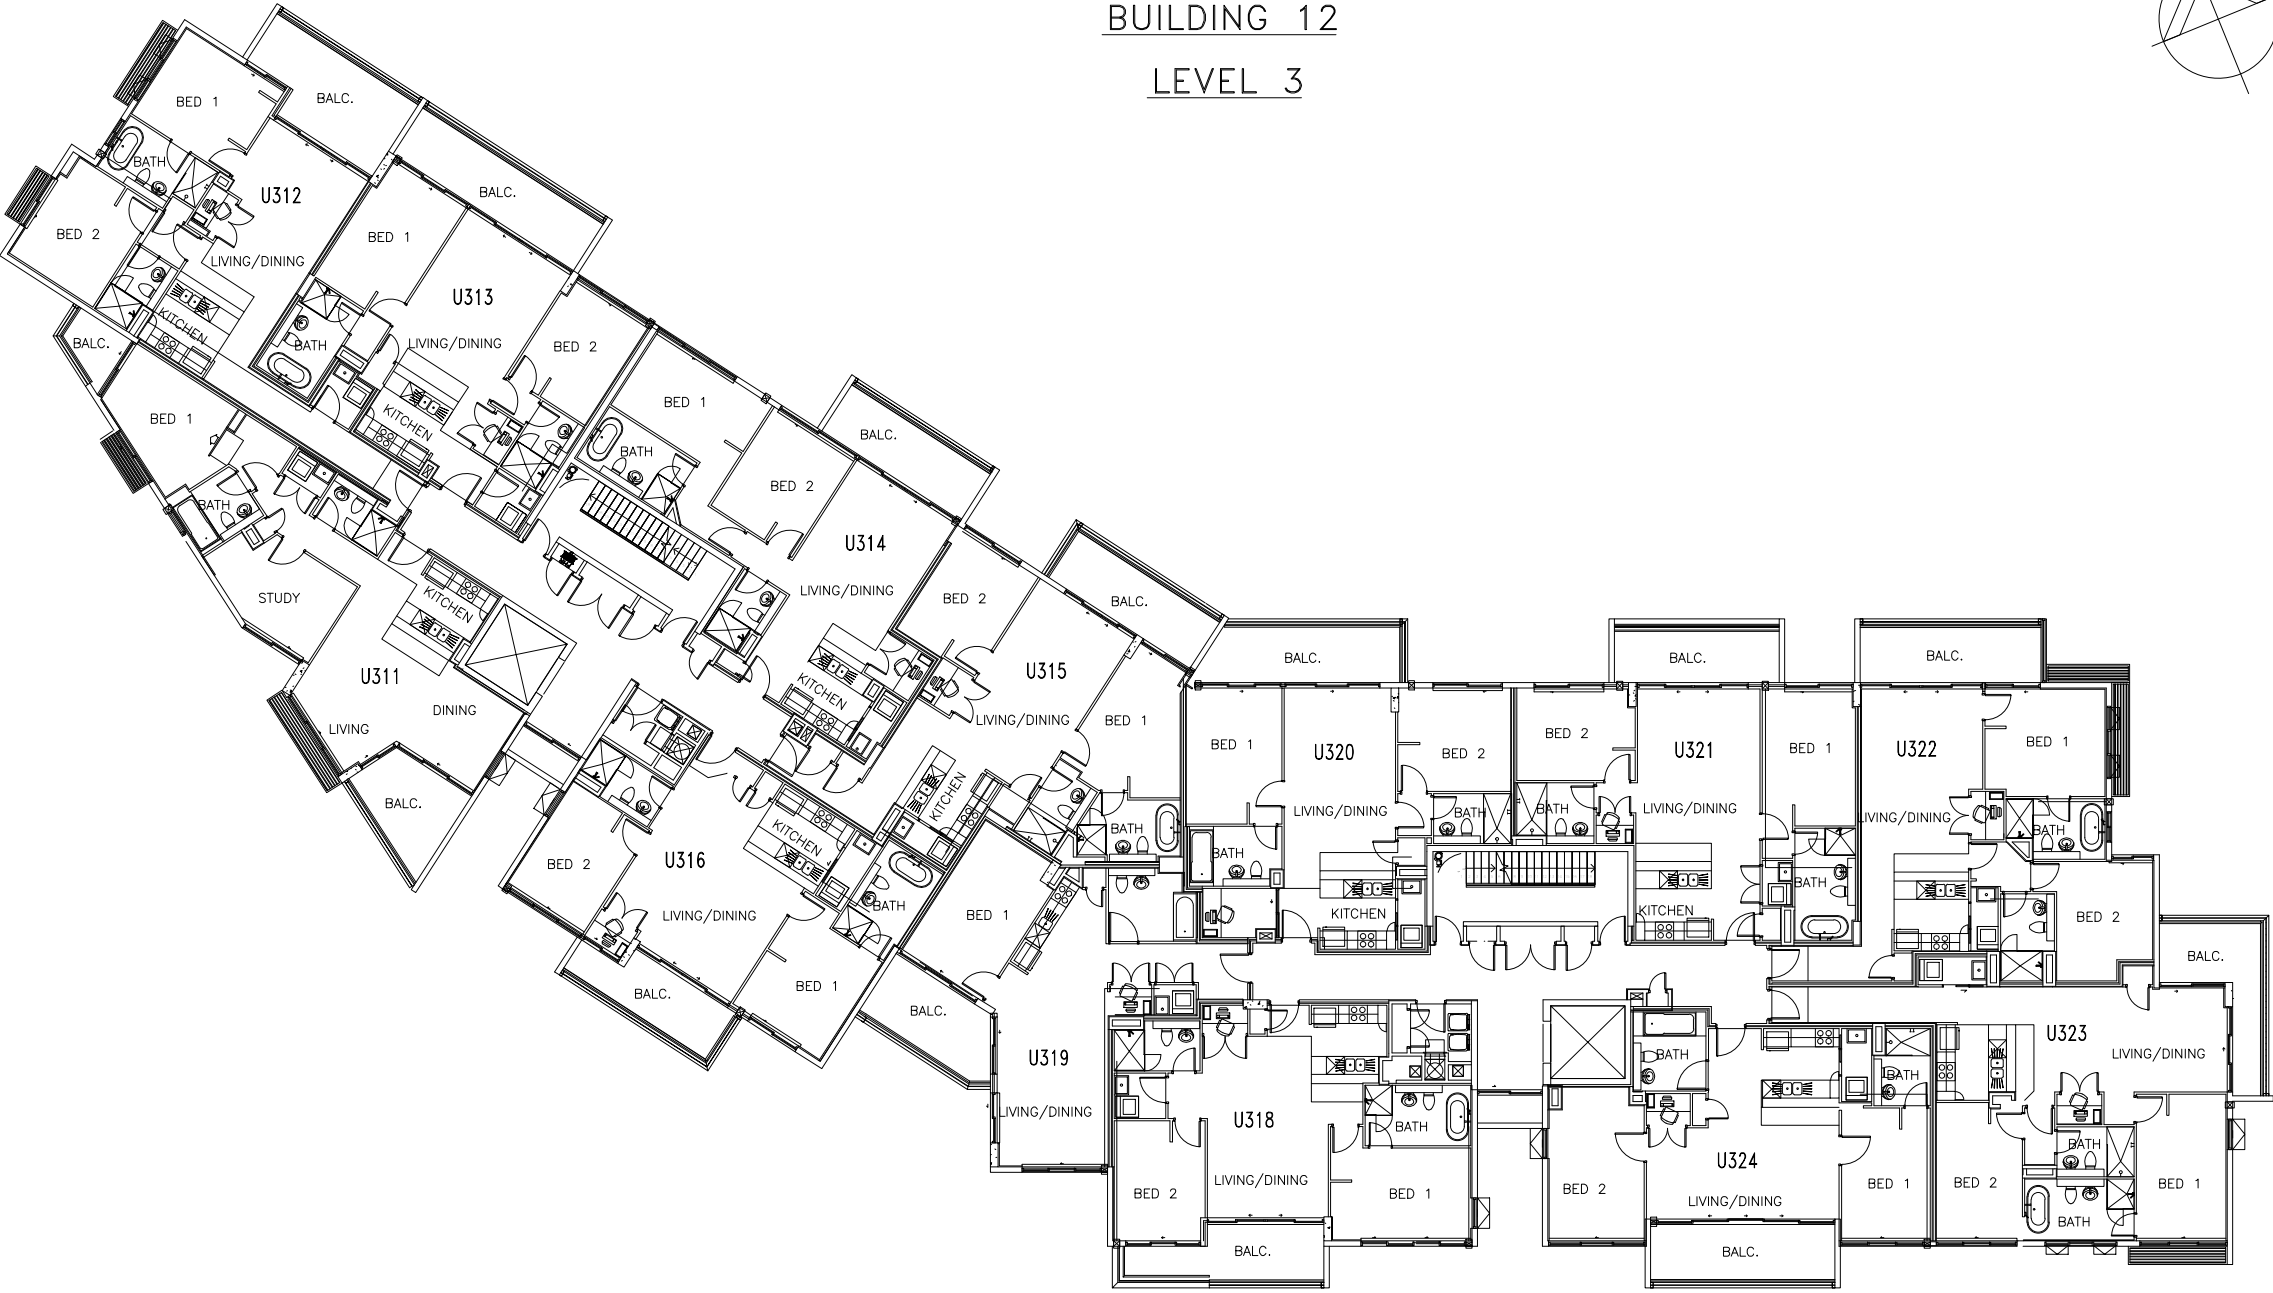 BUILDING 12
LEVEL 3
BED 1
BALC.
BATH
U312
BED 2
LIVING/DINING
KITCHEN
BALC.
BED 1
U313
LIVING/DINING
BATH
BED 2
KITCHEN
BALC.
BED 1
BATH
STUDY
U311
LIVING
DINING
KITCHEN
BALC.
BED 1
BATH
BED 2
BALC.
U314
LIVING/DINING
KITCHEN
BED 2
BALC.
U315
LIVING/DINING
BED 1
KITCHEN
BATH
BED 2
U316
KITCHEN
LIVING/DINING
BATH
BED 1
BALC.
BED 1
BALC.
U319
LIVING/DINING
BALC.
BED 1
U320
LIVING/DINING
BED 2
BATH
BATH
KITCHEN
BALC.
BED 2
U321
BED 1
BATH
LIVING/DINING
BATH
KITCHEN
BALC.
U322
BED 1
LIVING/DINING
BATH
BED 2
BALC.
U323
LIVING/DINING
BATH
BED 2
BED 1
BATH
U318
BATH
LIVING/DINING
BED 2
BED 1
BALC.
BATH
BATH
U324
BED 2
LIVING/DINING
BED 1
BALC.